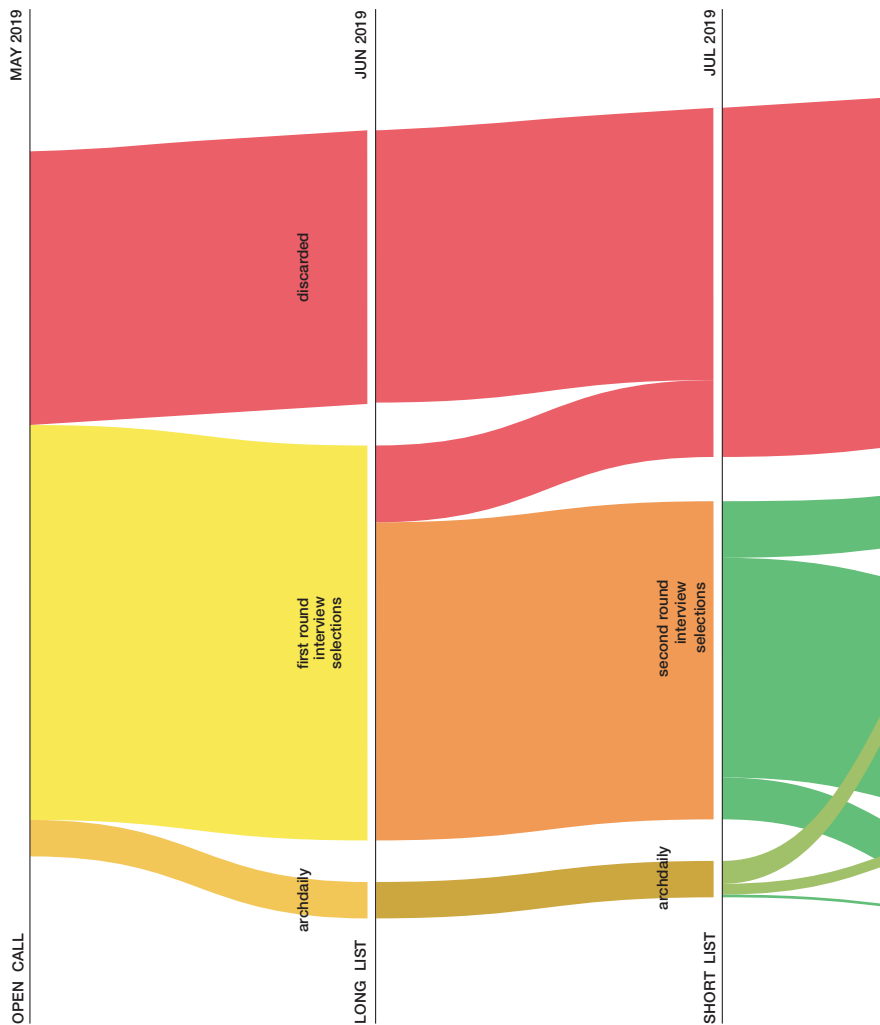 MAY 2019
OPEN CALL
discarded
first round
interview
selections
archdaily
JUN 2019
LONG LIST
second round
interview
selections
archdaily
JUL 2019
SHORT LIST